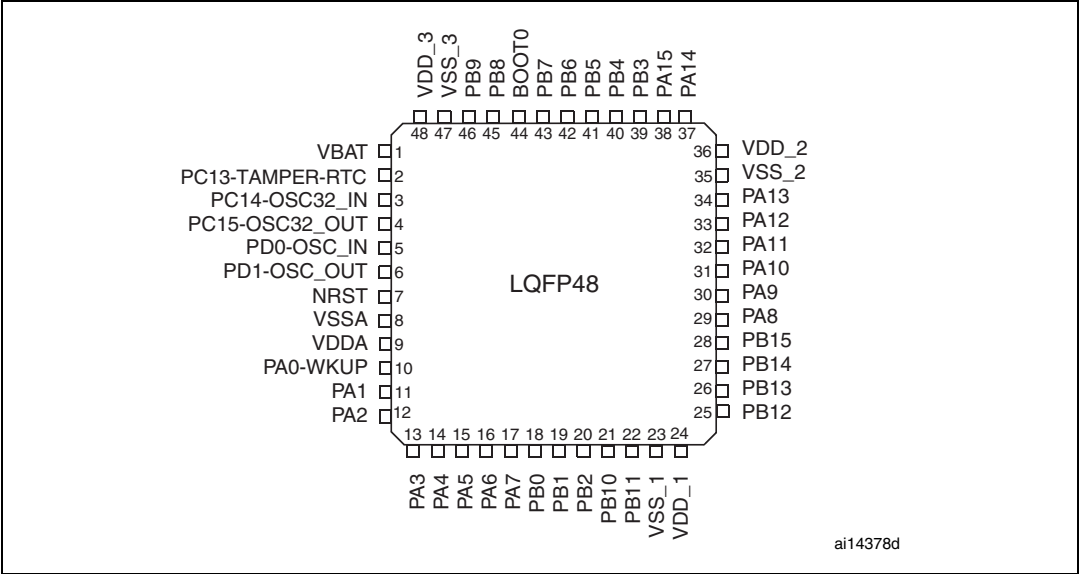 VDD_3
VSS_3
PB9
PB8
BOOT0
PB7
PB6
PB5
PB4
PB3
PA15
PA14
48 47 46 45 44 43 42 41 40 39 38 37
VBAT 1
PC13-TAMPER-RTC 2
PC14-OSC32_IN 3
PC15-OSC32_OUT 4
PD0-OSC_IN 5
PD1-OSC_OUT 6
NRST 7
VSSA 8
VDDA 9
PA0-WKUP 10
PA1 11
PA2 12
LQFP48
36 VDD_2
35 VSS_2
34 PA13
33 PA12
32 PA11
31 PA10
30 PA9
29 PA8
28 PB15
27 PB14
26 PB13
25 PB12
13 14 15 16 17 18 19 20 21 22 23 24
PA3
PA4
PA5
PA6
PA7
PB0
PB1
PB2
PB10
PB11
VSS_1
VDD_1
ai14378d